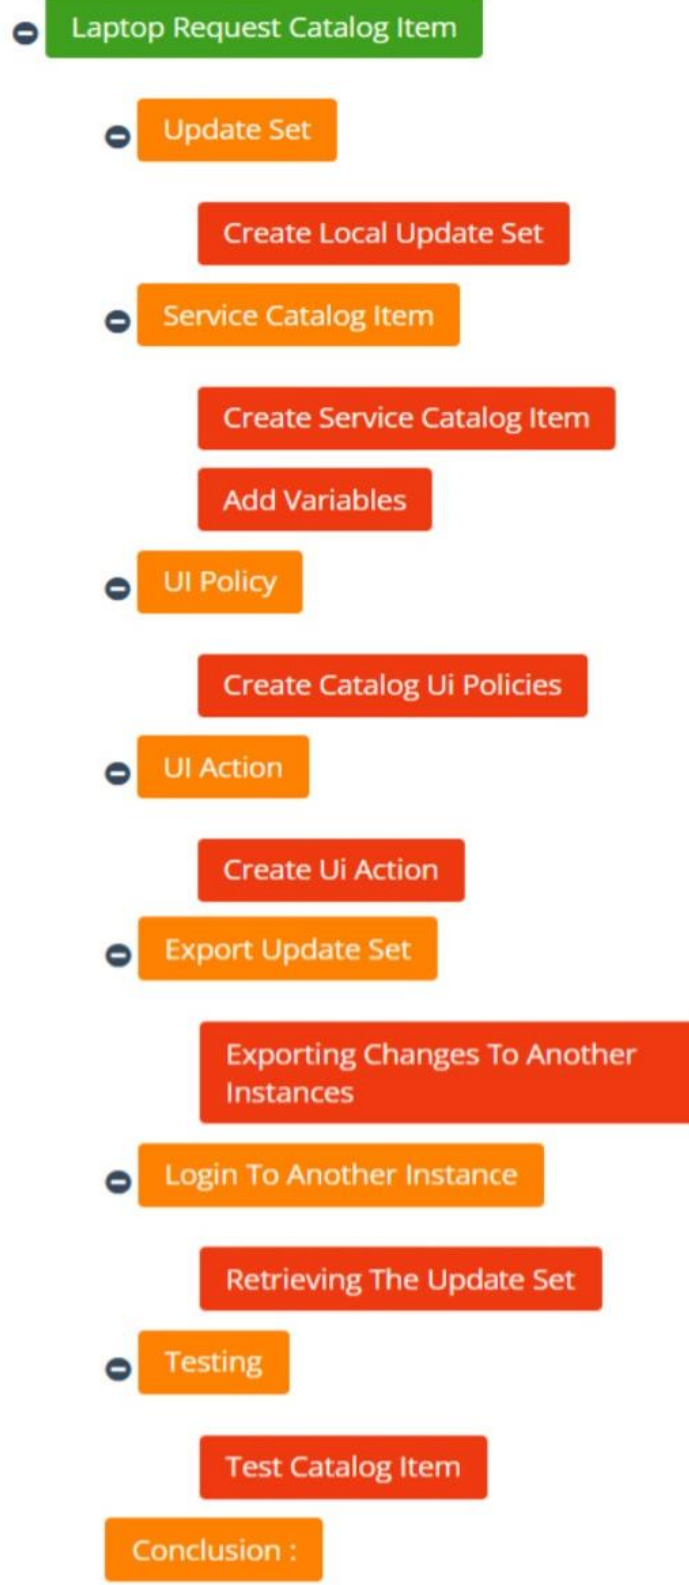 Laptop Request Catalog Item
Update Set
Create Local Update Set
Service Catalog Item
Create Service Catalog Item
Add Variables
UI Policy
Create Catalog Ui Policies
UI Action
Create Ui Action
Export Update Set
Exporting Changes To Another
Instances
Login To Another Instance
Retrieving The Update Set
Testing
Test Catalog Item
Conclusion :